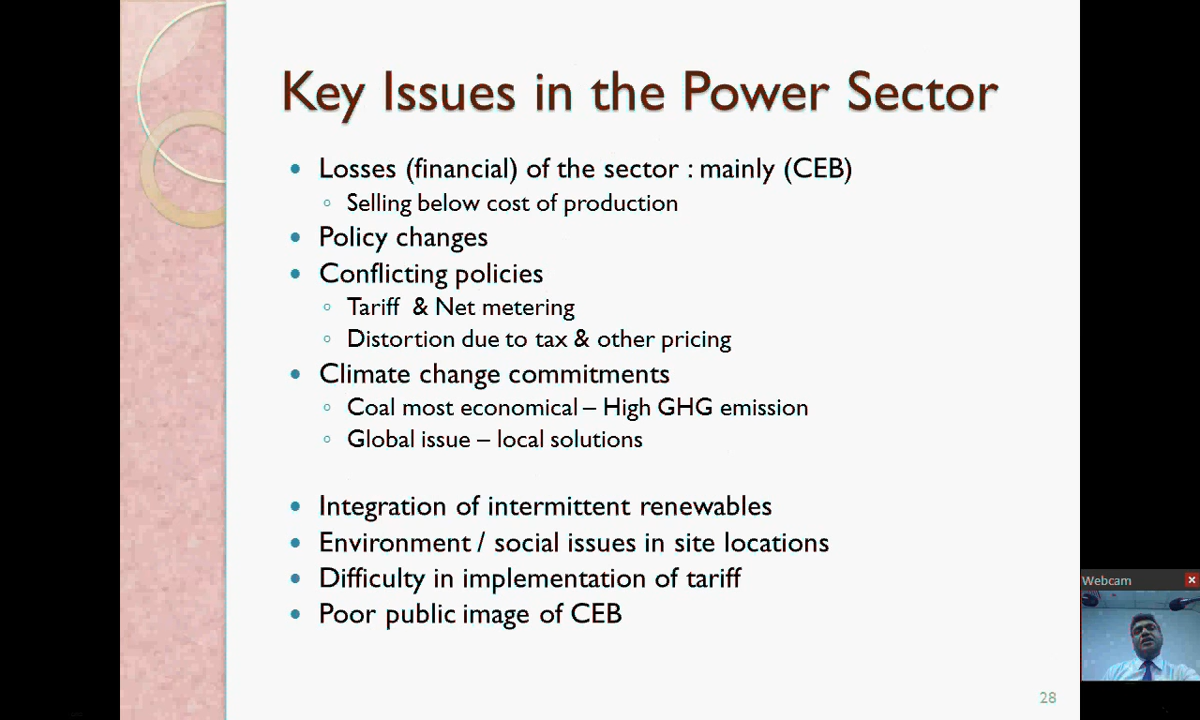 Key Issues in the Power Sector
• Losses (financial) of the sector : mainly (CEB)
◦ Selling below cost of production
• Policy changes
• Conflicting policies
◦ Tariff & Net metering
◦ Distortion due to tax & other pricing
• Climate change commitments
◦ Coal most economical – High GHG emission
◦ Global issue – local solutions
• Integration of intermittent renewables
• Environment / social issues in site locations
• Difficulty in implementation of tariff
• Poor public image of CEB
Webcam
28